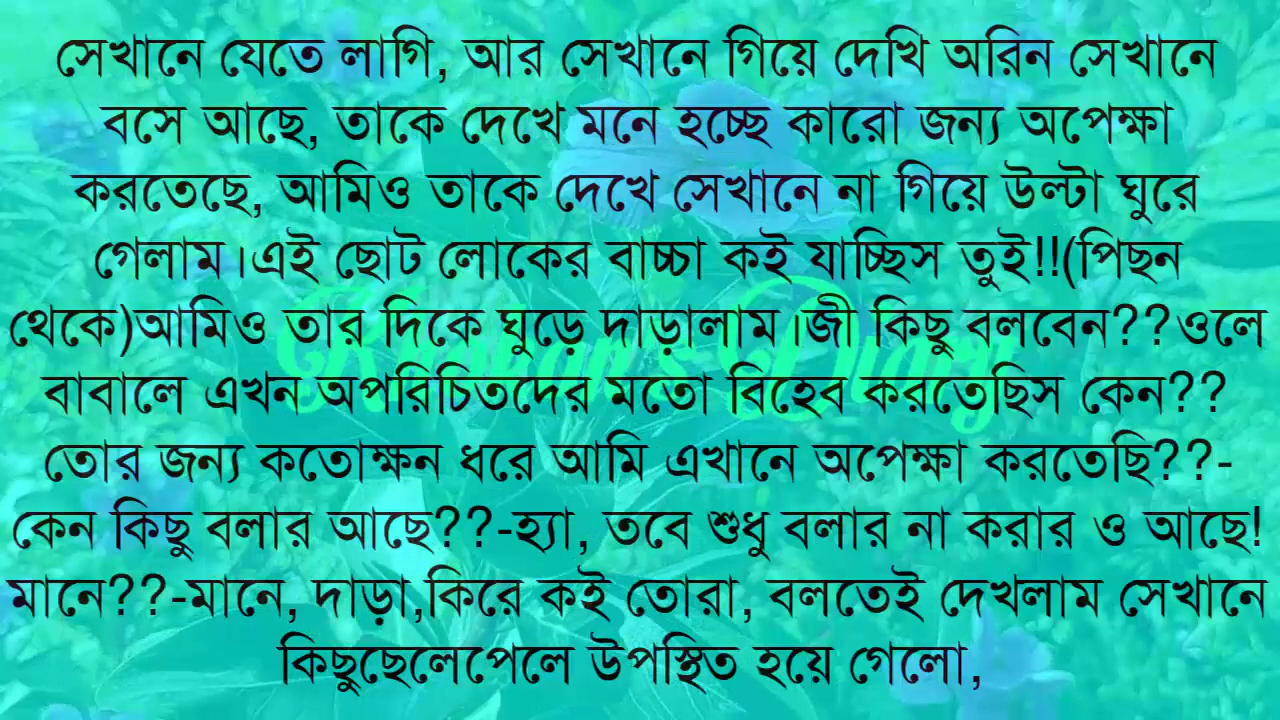 সেখানে যেতে লাগি, আর সেখানে গিয়ে দেখি অরিন সেখানে
বসে আছে, তাকে দেখে মনে হচ্ছে কারো জন্য অপেক্ষা
করতেছে, আমিও তাকে দেখে সেখানে না গিয়ে উল্টা ঘুরে
গেলাম।এই ছোট লোকের বাচ্চা কই যাচ্ছিস তুই!!(পিছন
থেকে)আমিও তার দিকে ঘুড়ে দাড়ালাম।জী কিছু বলবেন??ওলে
বাবালে এখন অপরিচিতদের মতো বিহেব করতেছিস কেন??
তোর জন্য কতোক্ষন ধরে আমি এখানে অপেক্ষা করতেছি??-
কেন কিছু বলার আছে??-হ্যা, তবে শুধু বলার না করার ও আছে!
মানে??-মানে, দাড়া,কিরে কই তোরা, বলতেই দেখলাম সেখানে
কিছুছেলেপেলে উপস্থিত হয়ে গেলো,